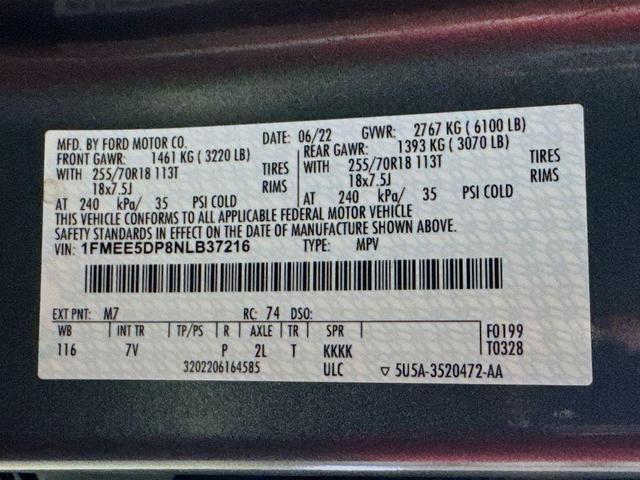 MFD. BY FORD MOTOR CO. DATE: 06/22 GVWR: 2767 KG ( 6100 LB)
FRONT GAWR: 1461 KG ( 3220 LB) REAR GAWR: 1393 KG ( 3070 LB)
WITH 255/70R18 113T TIRES WITH 255/70R18 113T TIRES
18x7.5J RIMS 18x7.5J RIMS
AT 240 kPa/ 35 PSI COLD AT 240 kPa/ 35 PSI COLD
THIS VEHICLE CONFORMS TO ALL APPLICABLE FEDERAL MOTOR VEHICLE
SAFETY STANDARDS IN EFFECT ON THE DATE OF MANUFACTURE SHOWN ABOVE.
VIN: 1FMEE5DP8NLB37216 TYPE: MPV
EXT PNT: M7 RC: 74 DSO:
WB | INT TR | TP/PS | R | AXLE | TR | SPR F0199
116 7V P 2L T KKKK T0328
3202206164585 ULC ▽ 5U5A-3520472-AA